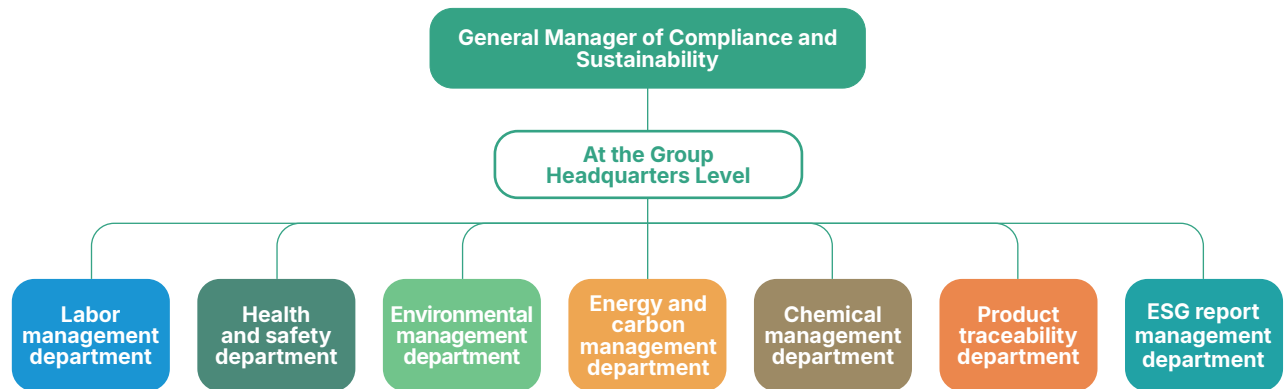 General Manager of Compliance and
Sustainability
At the Group
Headquarters Level
Labor
management
department
Health
and safety
department
Environmental
management
department
Energy and
carbon
management
department
Chemical
management
department
Product
traceability
department
ESG report
management
department